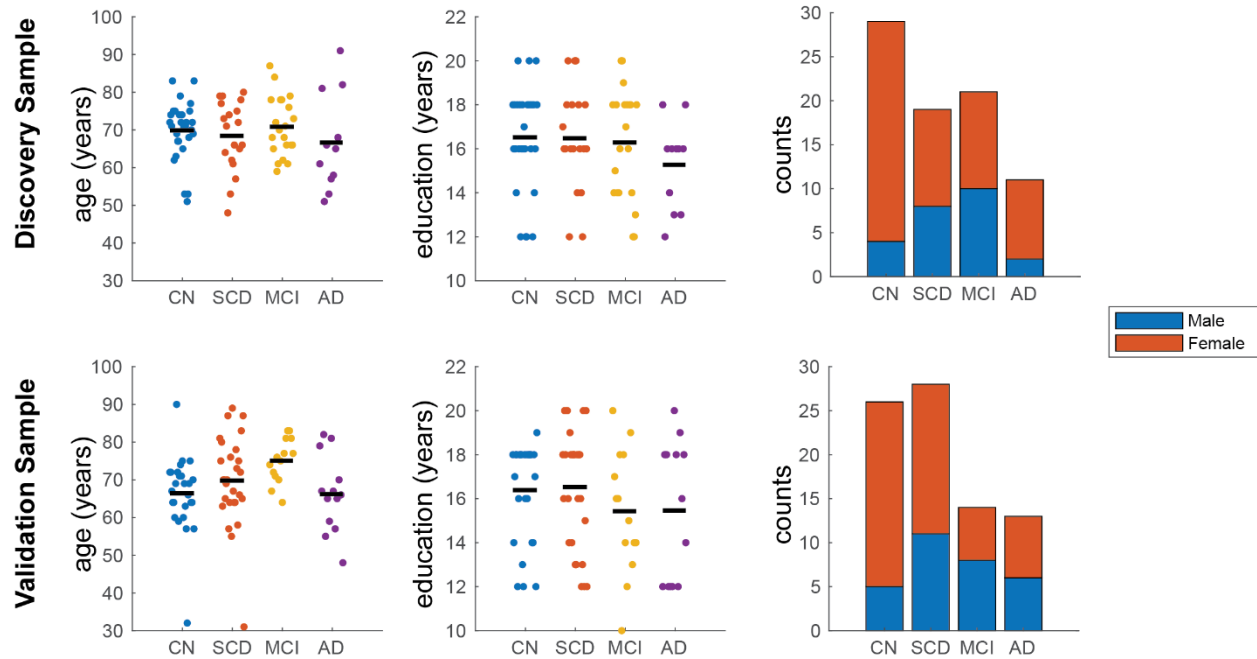 Discovery Sample
age (years)
100
90
80
70
60
50
40
30
CN SCD MCI AD
education (years)
22
20
18
16
14
12
10
CN SCD MCI AD
counts
30
25
20
15
10
5
0
CN SCD MCI AD
Male
Female
Validation Sample
age (years)
100
90
80
70
60
50
40
30
CN SCD MCI AD
education (years)
22
20
18
16
14
12
10
CN SCD MCI AD
counts
30
25
20
15
10
5
0
CN SCD MCI AD